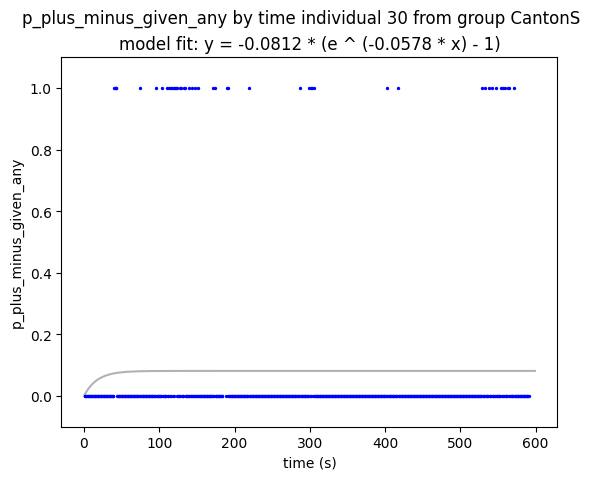 p_plus_minus_given_any by time individual 30 from group CantonS
model fit: y = -0.0812 * (e ^ (-0.0578 * x) - 1)
1.0
0.8
0.6
0.4
0.2
0.0
p_plus_minus_given_any
0 100 200 300 400 500 600
time (s)